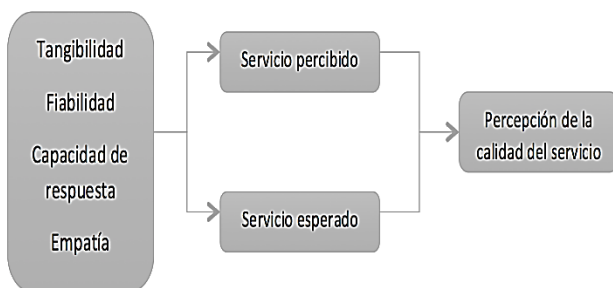 Tangibilidad
Fiabilidad
Capacidad de
respuesta
Empatía
Servicio percibido
Servicio esperado
Percepción de la
calidad del servicio